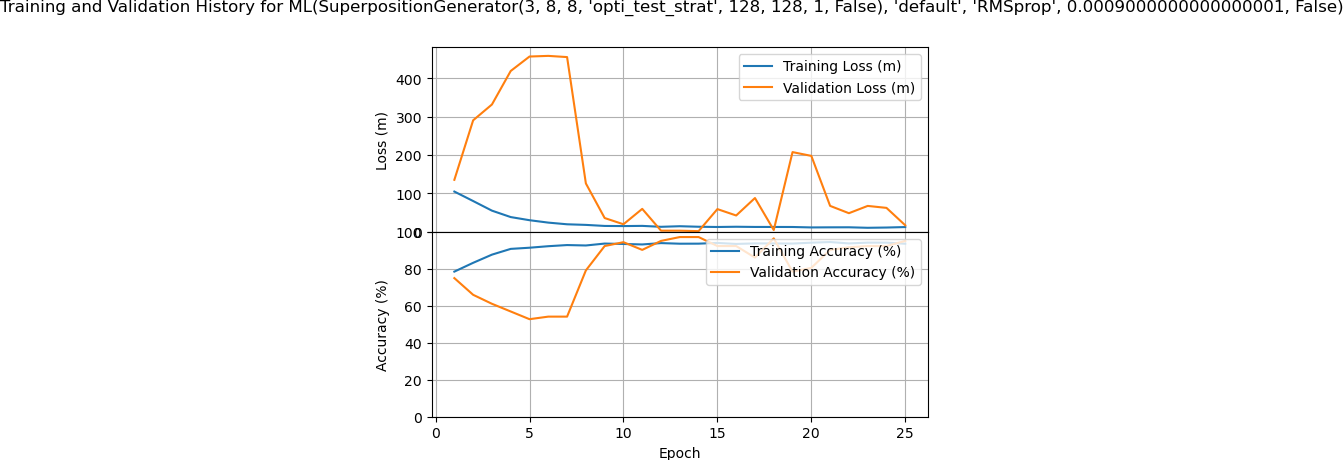 Training and Validation History for ML(SuperpositionGenerator(3, 8, 8, 'opti_test_strat', 128, 128, 1, False), 'default', 'RMSprop', 0.0009000000000000001, False)
Training Loss (m)
Validation Loss (m)
400
300
200
100
0
Loss (m)
Training Accuracy (%)
Validation Accuracy (%)
100
80
60
40
20
0
Accuracy (%)
0 5 10 15 20 25
Epoch